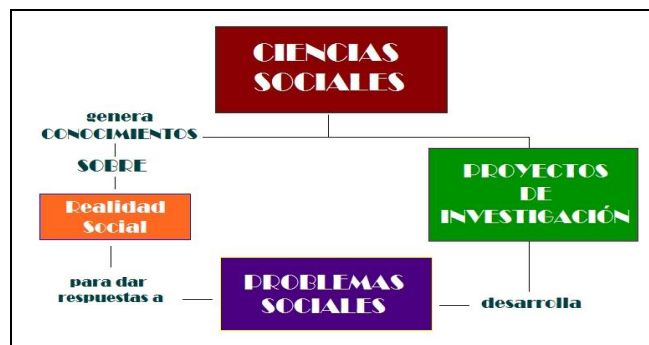 CIENCIAS
SOCIALES
genera
CONOCIMIENTOS
SOBRE
Realidad
Social
para dar
respuestas a
PROBLEMAS
SOCIALES
desarrolla
PROYECTOS
DE
INVESTIGACIÓN